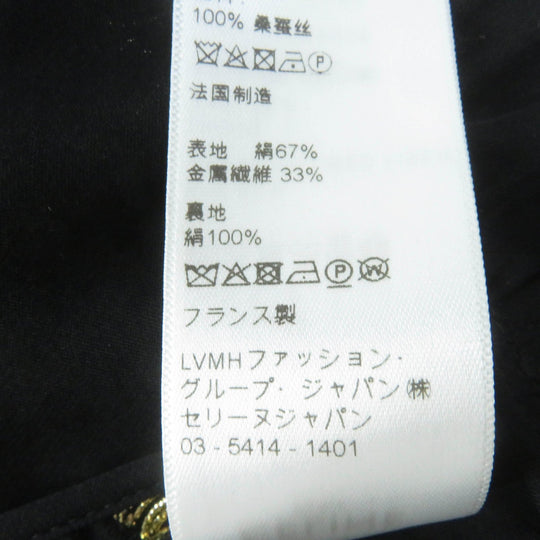 100% 桑蚕丝
P
法国制造
表地 絹67%
金属繊維 33%
裏地
絹100%
P W
フランス製
LVMHファッション・
グループ・ジャパン(株)
セリーヌジャパン
03 - 5414 - 1401